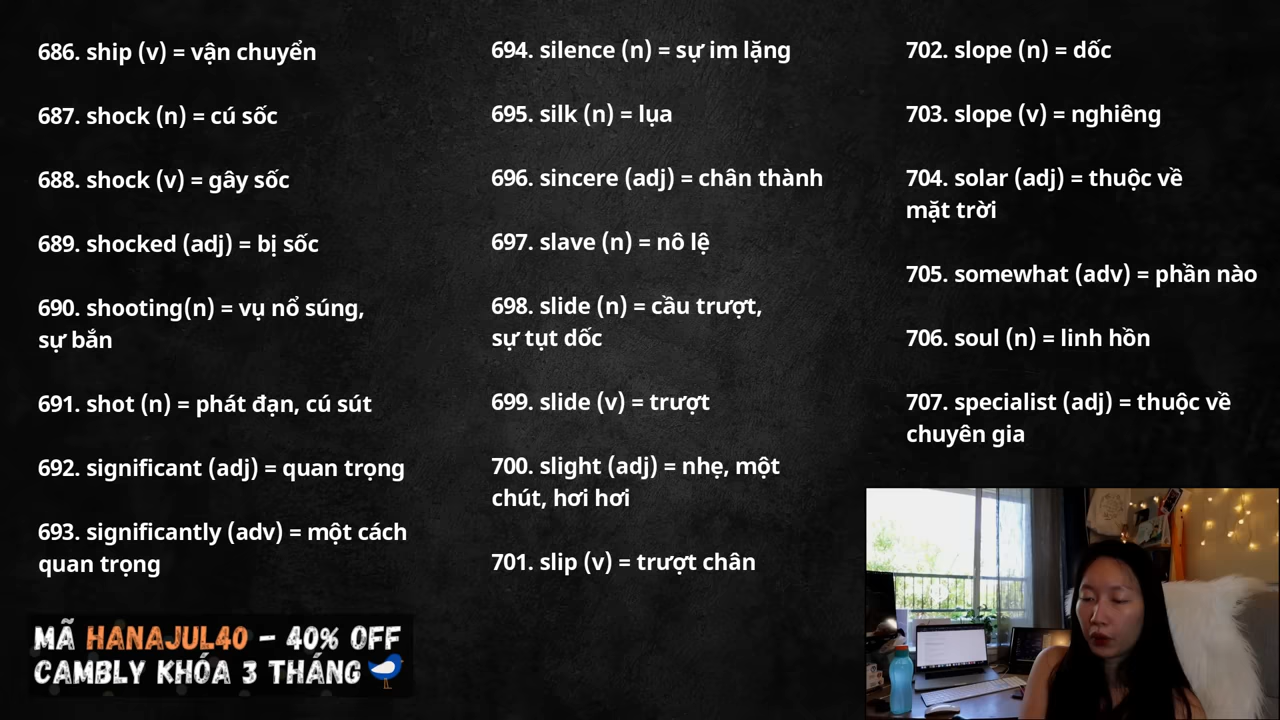 686. ship (v) = vận chuyển
687. shock (n) = cú sốc
688. shock (v) = gây sốc
689. shocked (adj) = bị sốc
690. shooting(n) = vụ nổ súng,
sự bắn
691. shot (n) = phát đạn, cú sút
692. significant (adj) = quan trọng
693. significantly (adv) = một cách
quan trọng
694. silence (n) = sự im lặng
695. silk (n) = lụa
696. sincere (adj) = chân thành
697. slave (n) = nô lệ
698. slide (n) = cầu trượt,
sự tụt dốc
699. slide (v) = trượt
700. slight (adj) = nhẹ, một
chút, hơi hơi
701. slip (v) = trượt chân
702. slope (n) = dốc
703. slope (v) = nghiêng
704. solar (adj) = thuộc về
mặt trời
705. somewhat (adv) = phần nào
706. soul (n) = linh hồn
707. specialist (adj) = thuộc về
chuyên gia
MÃ HANAJUL40 – 40% OFF
CAMBLY KHÓA 3 THÁNG